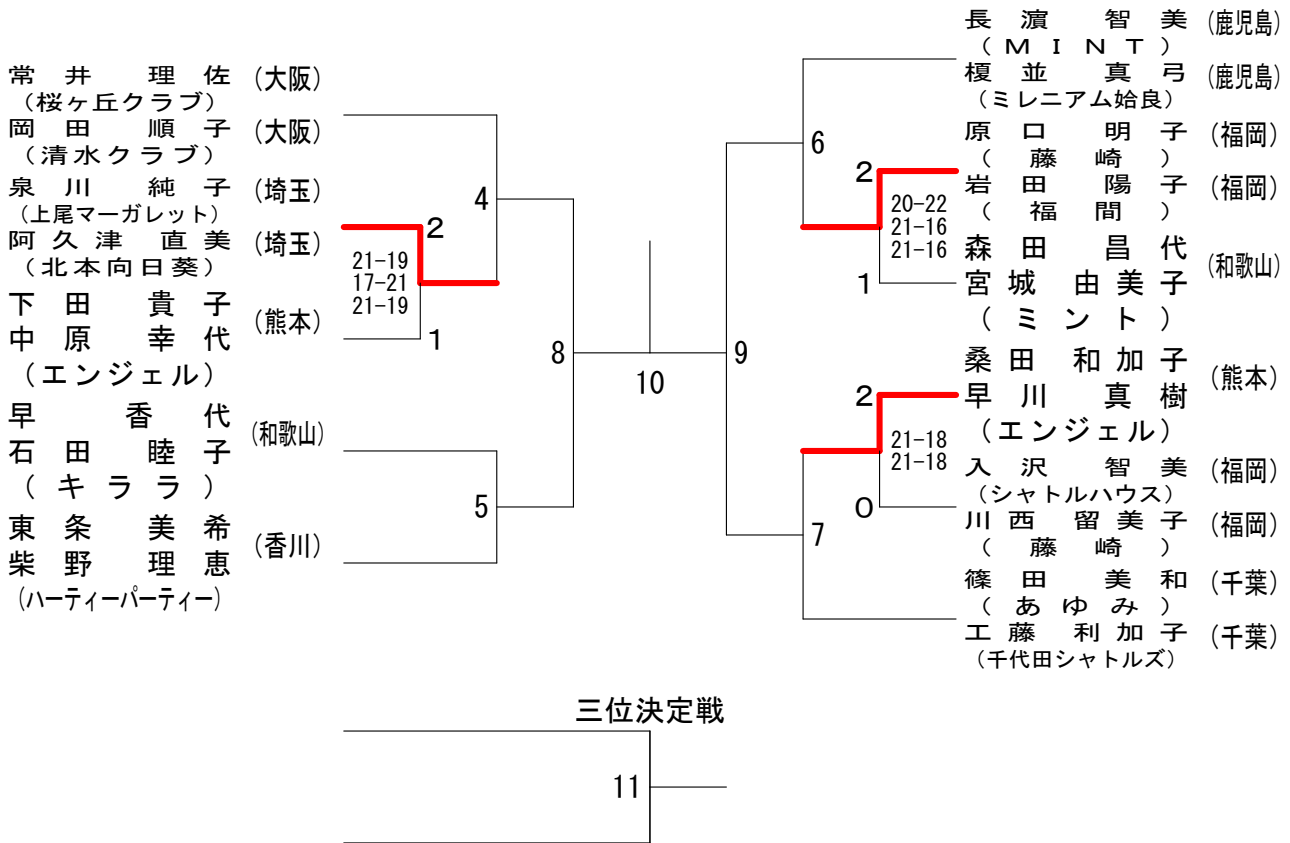 常井 理佐 (大阪)
(桜ヶ丘クラブ)
岡田 順子 (大阪)
(清水クラブ)
泉川 純子 (埼玉)
(上尾マーガレット)
阿久津 直美 (埼玉)
(北本向日葵)
下田 貴子
(熊本)
中原 幸代
(エンジェル)
早 香代
(和歌山)
石田 睦子
(キララ)
東条 美希
(香川)
柴野 理恵
(ハーティーパーティー)
4
2
21-19
17-21
21-19
1
8
5
10
9
6
2
20-22
21-16
21-16
1
2
21-18
21-18
0
7
長濵 智美 (鹿児島)
(MINT)
榎並 真弓 (鹿児島)
(ミレニアム姶良)
原口 明子 (福岡)
(藤崎)
岩田 陽子 (福岡)
(福間)
森田 昌代
(和歌山)
宮城 由美子
(ミント)
桑田 和加子
(熊本)
早川 真樹
(エンジェル)
入沢 智美 (福岡)
(シャトルハウス)
川西 留美子 (福岡)
(藤崎)
篠田 美和 (千葉)
(あゆみ)
工藤 利加子 (千葉)
(千代田シャトルズ)
三位決定戦
11